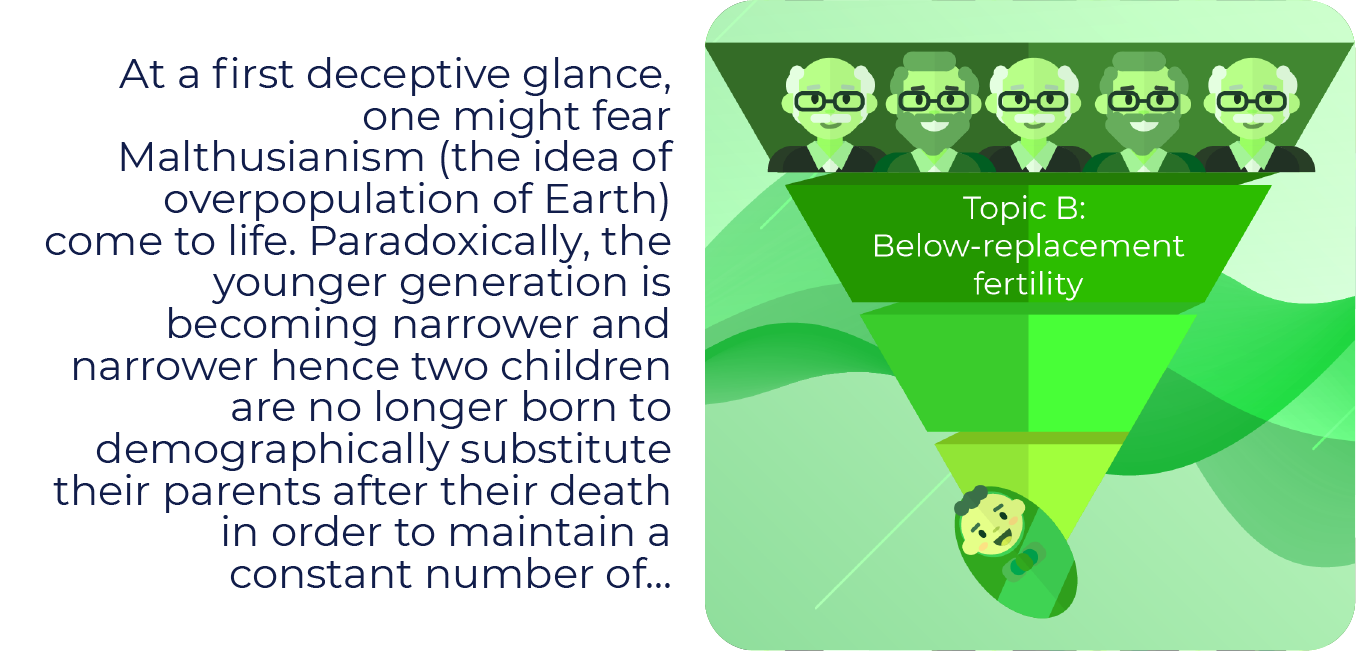 At a first deceptive glance,
one might fear
Malthusianism (the idea of
overpopulation of Earth)
come to life. Paradoxically, the
younger generation is
becoming narrower and
narrower hence two children
are no longer born to
demographically substitute
their parents after their death
in order to maintain a
constant number of...
Topic B:
Below-replacement
fertility